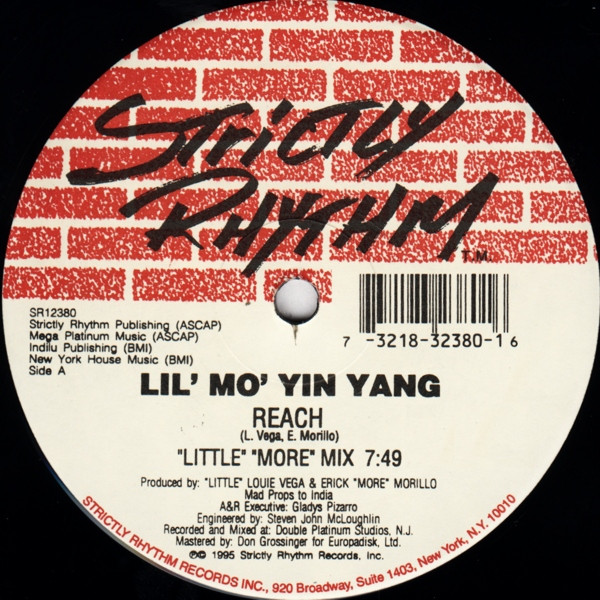 STRICTLY
RHYTHM
T.M.
SR12380
Strictly Rhythm Publishing (ASCAP)
Mega Platinum Music (ASCAP)
Indilu Publishing (BMI)
New York House Music (BMI)
Side A
7 -3218-32380-1 6
LIL' MO' YIN YANG
REACH
(L. Vega, E. Morillo)
"LITTLE" "MORE" MIX 7:49
Produced by: "LITTLE" LOUIE VEGA & ERICK "MORE" MORILLO
Mad Props to India
A&R Executive: Gladys Pizarro
Engineered by: Steven John McLoughlin
Recorded and Mixed at: Double Platinum Studios, N.J.
Mastered by: Don Grossinger for Europadisk, Ltd.
℗© 1995 Strictly Rhythm Records, Inc.
STRICTLY RHYTHM RECORDS INC., 920 Broadway, Suite 1403, New York, N.Y. 10010